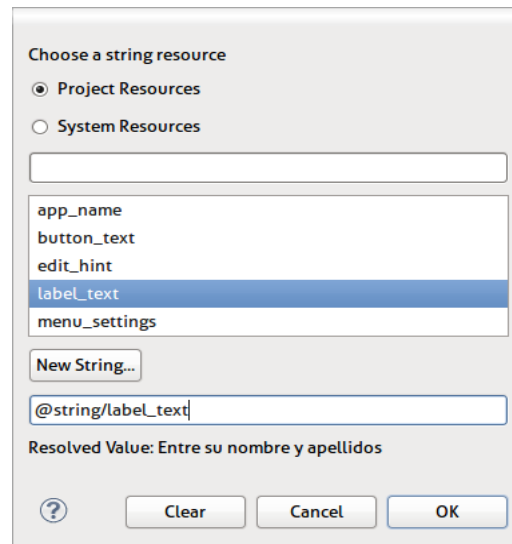 Choose a string resource
Project Resources
System Resources
app_name
button_text
edit_hint
label_text
menu_settings
New String...
@string/label_text
Resolved Value: Entre su nombre y apellidos
?
Clear Cancel OK